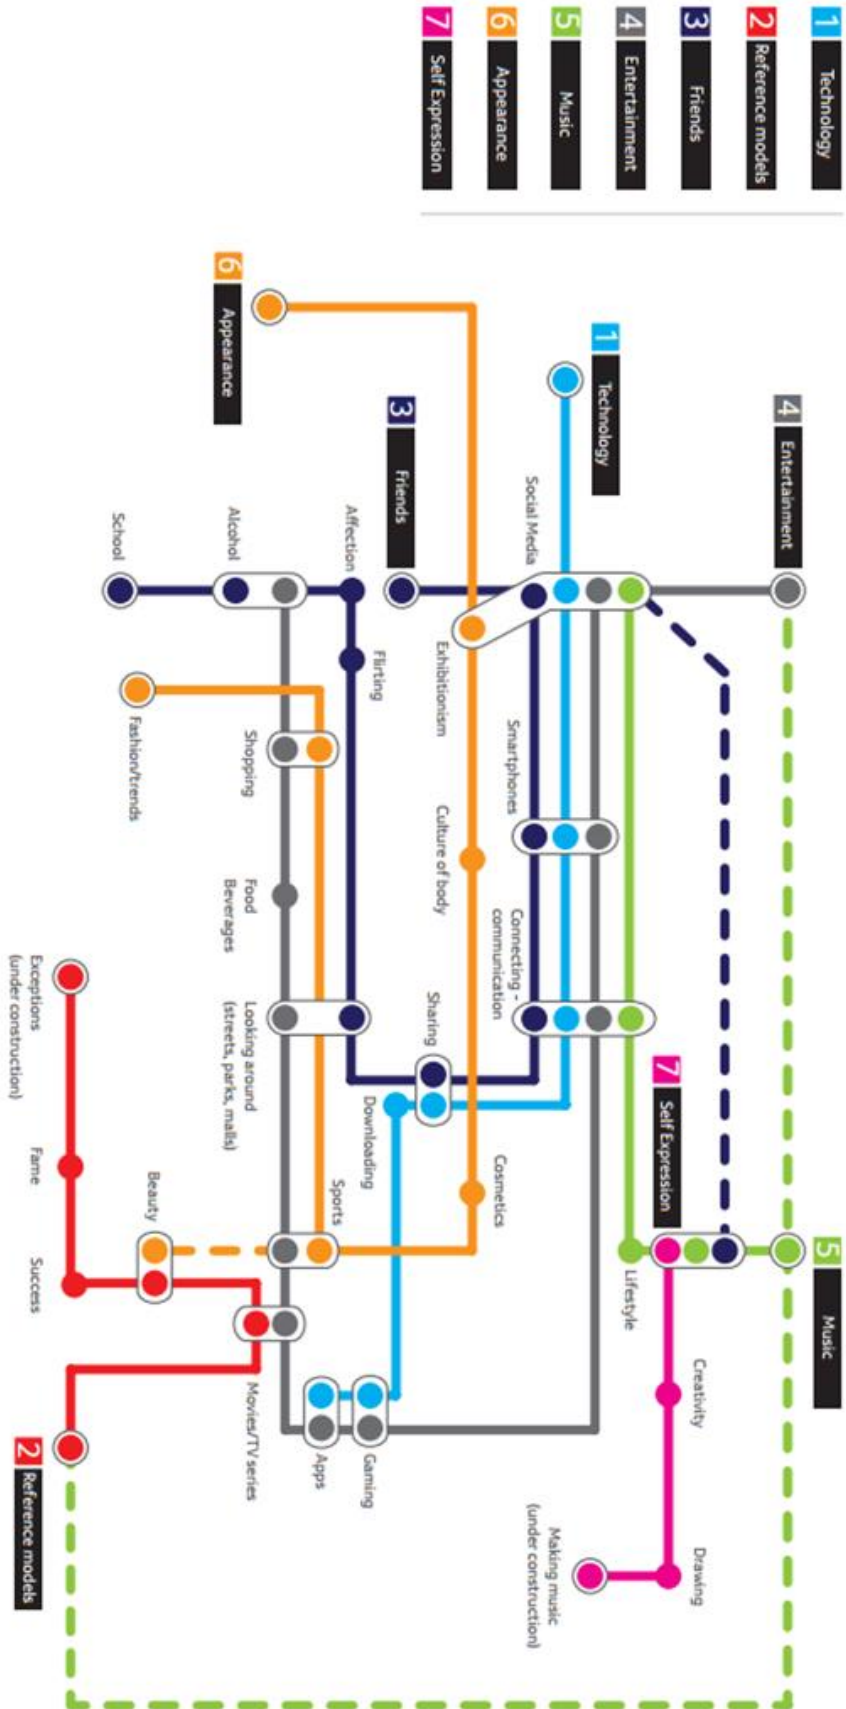 1 Technology
2 Reference models
3 Friends
4 Entertainment
5 Music
6 Appearance
7 Self Expression
4 Entertainment
5 Music
1 Technology
7 Self Expression
Creativity
Drawing
Lifestyle
Making music
(under construction)
Social Media
Smartphones
Connecting -
communication
3 Friends
Exhibitionism
Culture of body
Sharing
Cosmetics
Affection
Flirting
Downloading
Gaming
Sports
Apps
6 Appearance
Alcohol
Shopping
Food
Beverages
Looking around
(streets, parks, malls)
Movies/TV series
School
Fashion/trends
Beauty
Exceptions
(under construction)
Fame
Success
2 Reference models